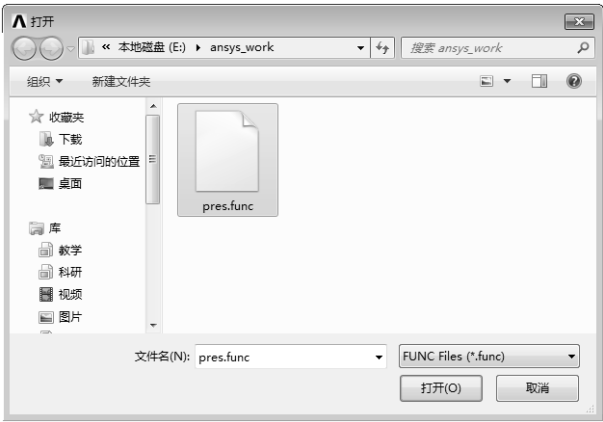 打开
« 本地磁盘 (E:) ▸ ansys_work ▾ 搜索 ansys_work
组织 ▾ 新建文件夹
收藏夹
下载
最近访问的位置
桌面
库
教学
科研
视频
图片
pres.func
文件名(N): pres.func FUNC Files (*.func)
打开(O) 取消